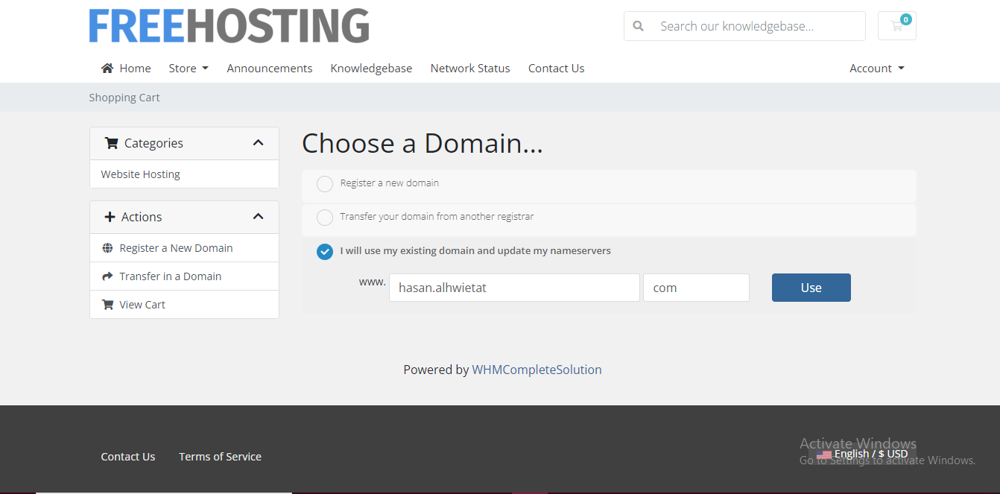 FREEHOSTING
Search our knowledgebase...
0
Home Store Announcements Knowledgebase Network Status Contact Us Account
Shopping Cart
Categories
Website Hosting
Actions
Register a New Domain
Transfer in a Domain
View Cart
Choose a Domain...
Register a new domain
Transfer your domain from another registrar
I will use my existing domain and update my nameservers
www. hasan.alhwietat com Use
Powered by WHMCompleteSolution
Contact Us Terms of Service
English / $ USD
Activate Windows
Go to Settings to activate Windows.